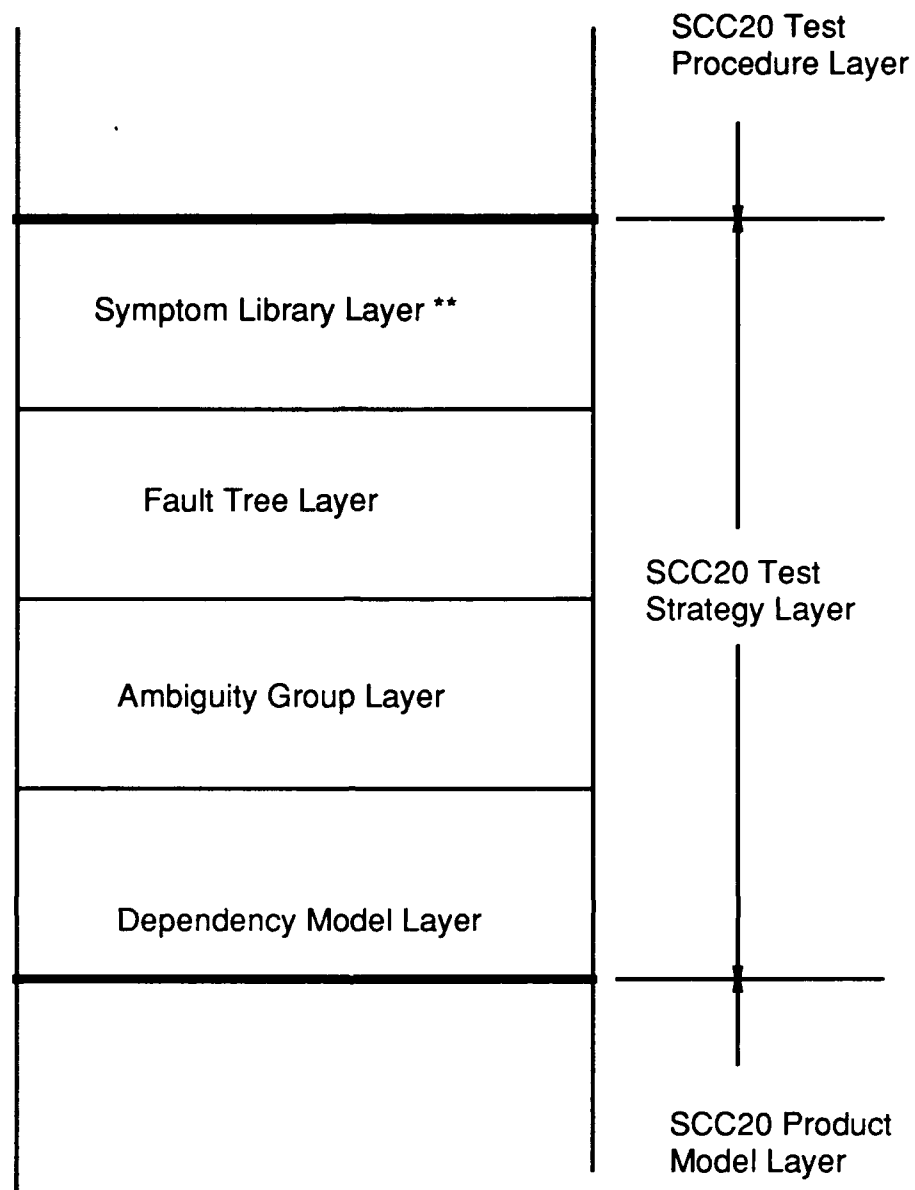 SCC20 Test
Procedure Layer
Symptom Library Layer **
Fault Tree Layer
SCC20 Test
Strategy Layer
Ambiguity Group Layer
Dependency Model Layer
SCC20 Product
Model Layer